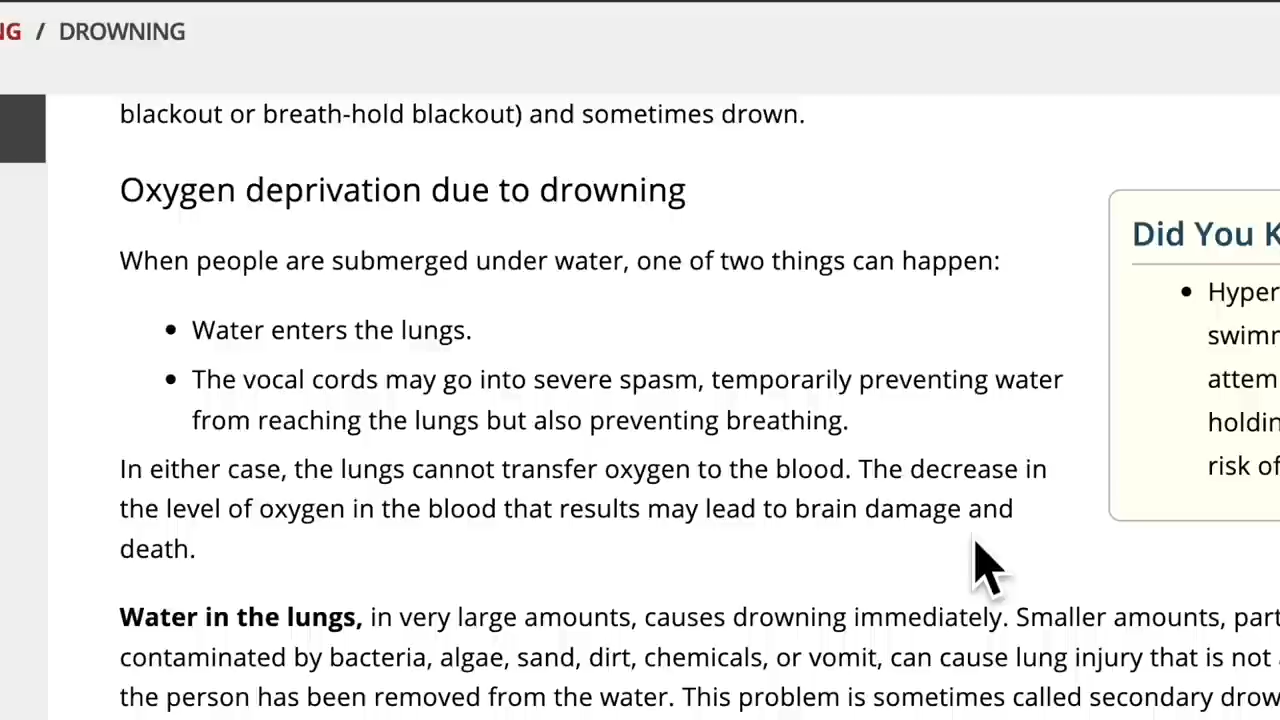 NG / DROWNING
blackout or breath-hold blackout) and sometimes drown.
Oxygen deprivation due to drowning
When people are submerged under water, one of two things can happen:
• Water enters the lungs.
• The vocal cords may go into severe spasm, temporarily preventing water
from reaching the lungs but also preventing breathing.
In either case, the lungs cannot transfer oxygen to the blood. The decrease in
the level of oxygen in the blood that results may lead to brain damage and
death.
Water in the lungs, in very large amounts, causes drowning immediately. Smaller amounts, part
contaminated by bacteria, algae, sand, dirt, chemicals, or vomit, can cause lung injury that is not
the person has been removed from the water. This problem is sometimes called secondary drow
Did You K
• Hyper
swimm
attem
holdin
risk of